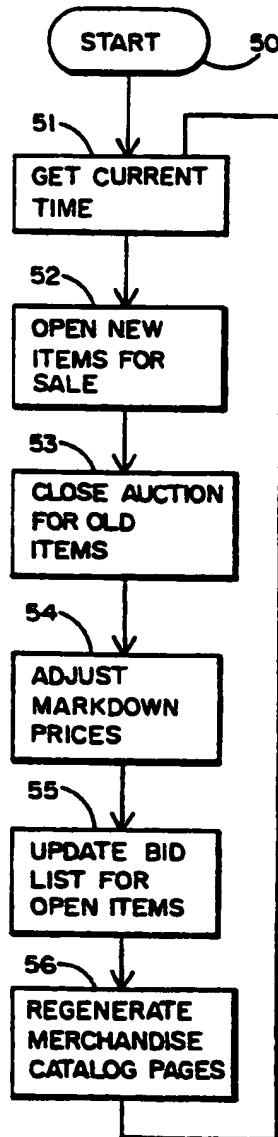 START
50
51
GET CURRENT
TIME
52
OPEN NEW
ITEMS FOR
SALE
53
CLOSE AUCTION
FOR OLD
ITEMS
54
ADJUST
MARKDOWN
PRICES
55
UPDATE BID
LIST FOR
OPEN ITEMS
56
REGENERATE
MERCHANDISE
CATALOG PAGES